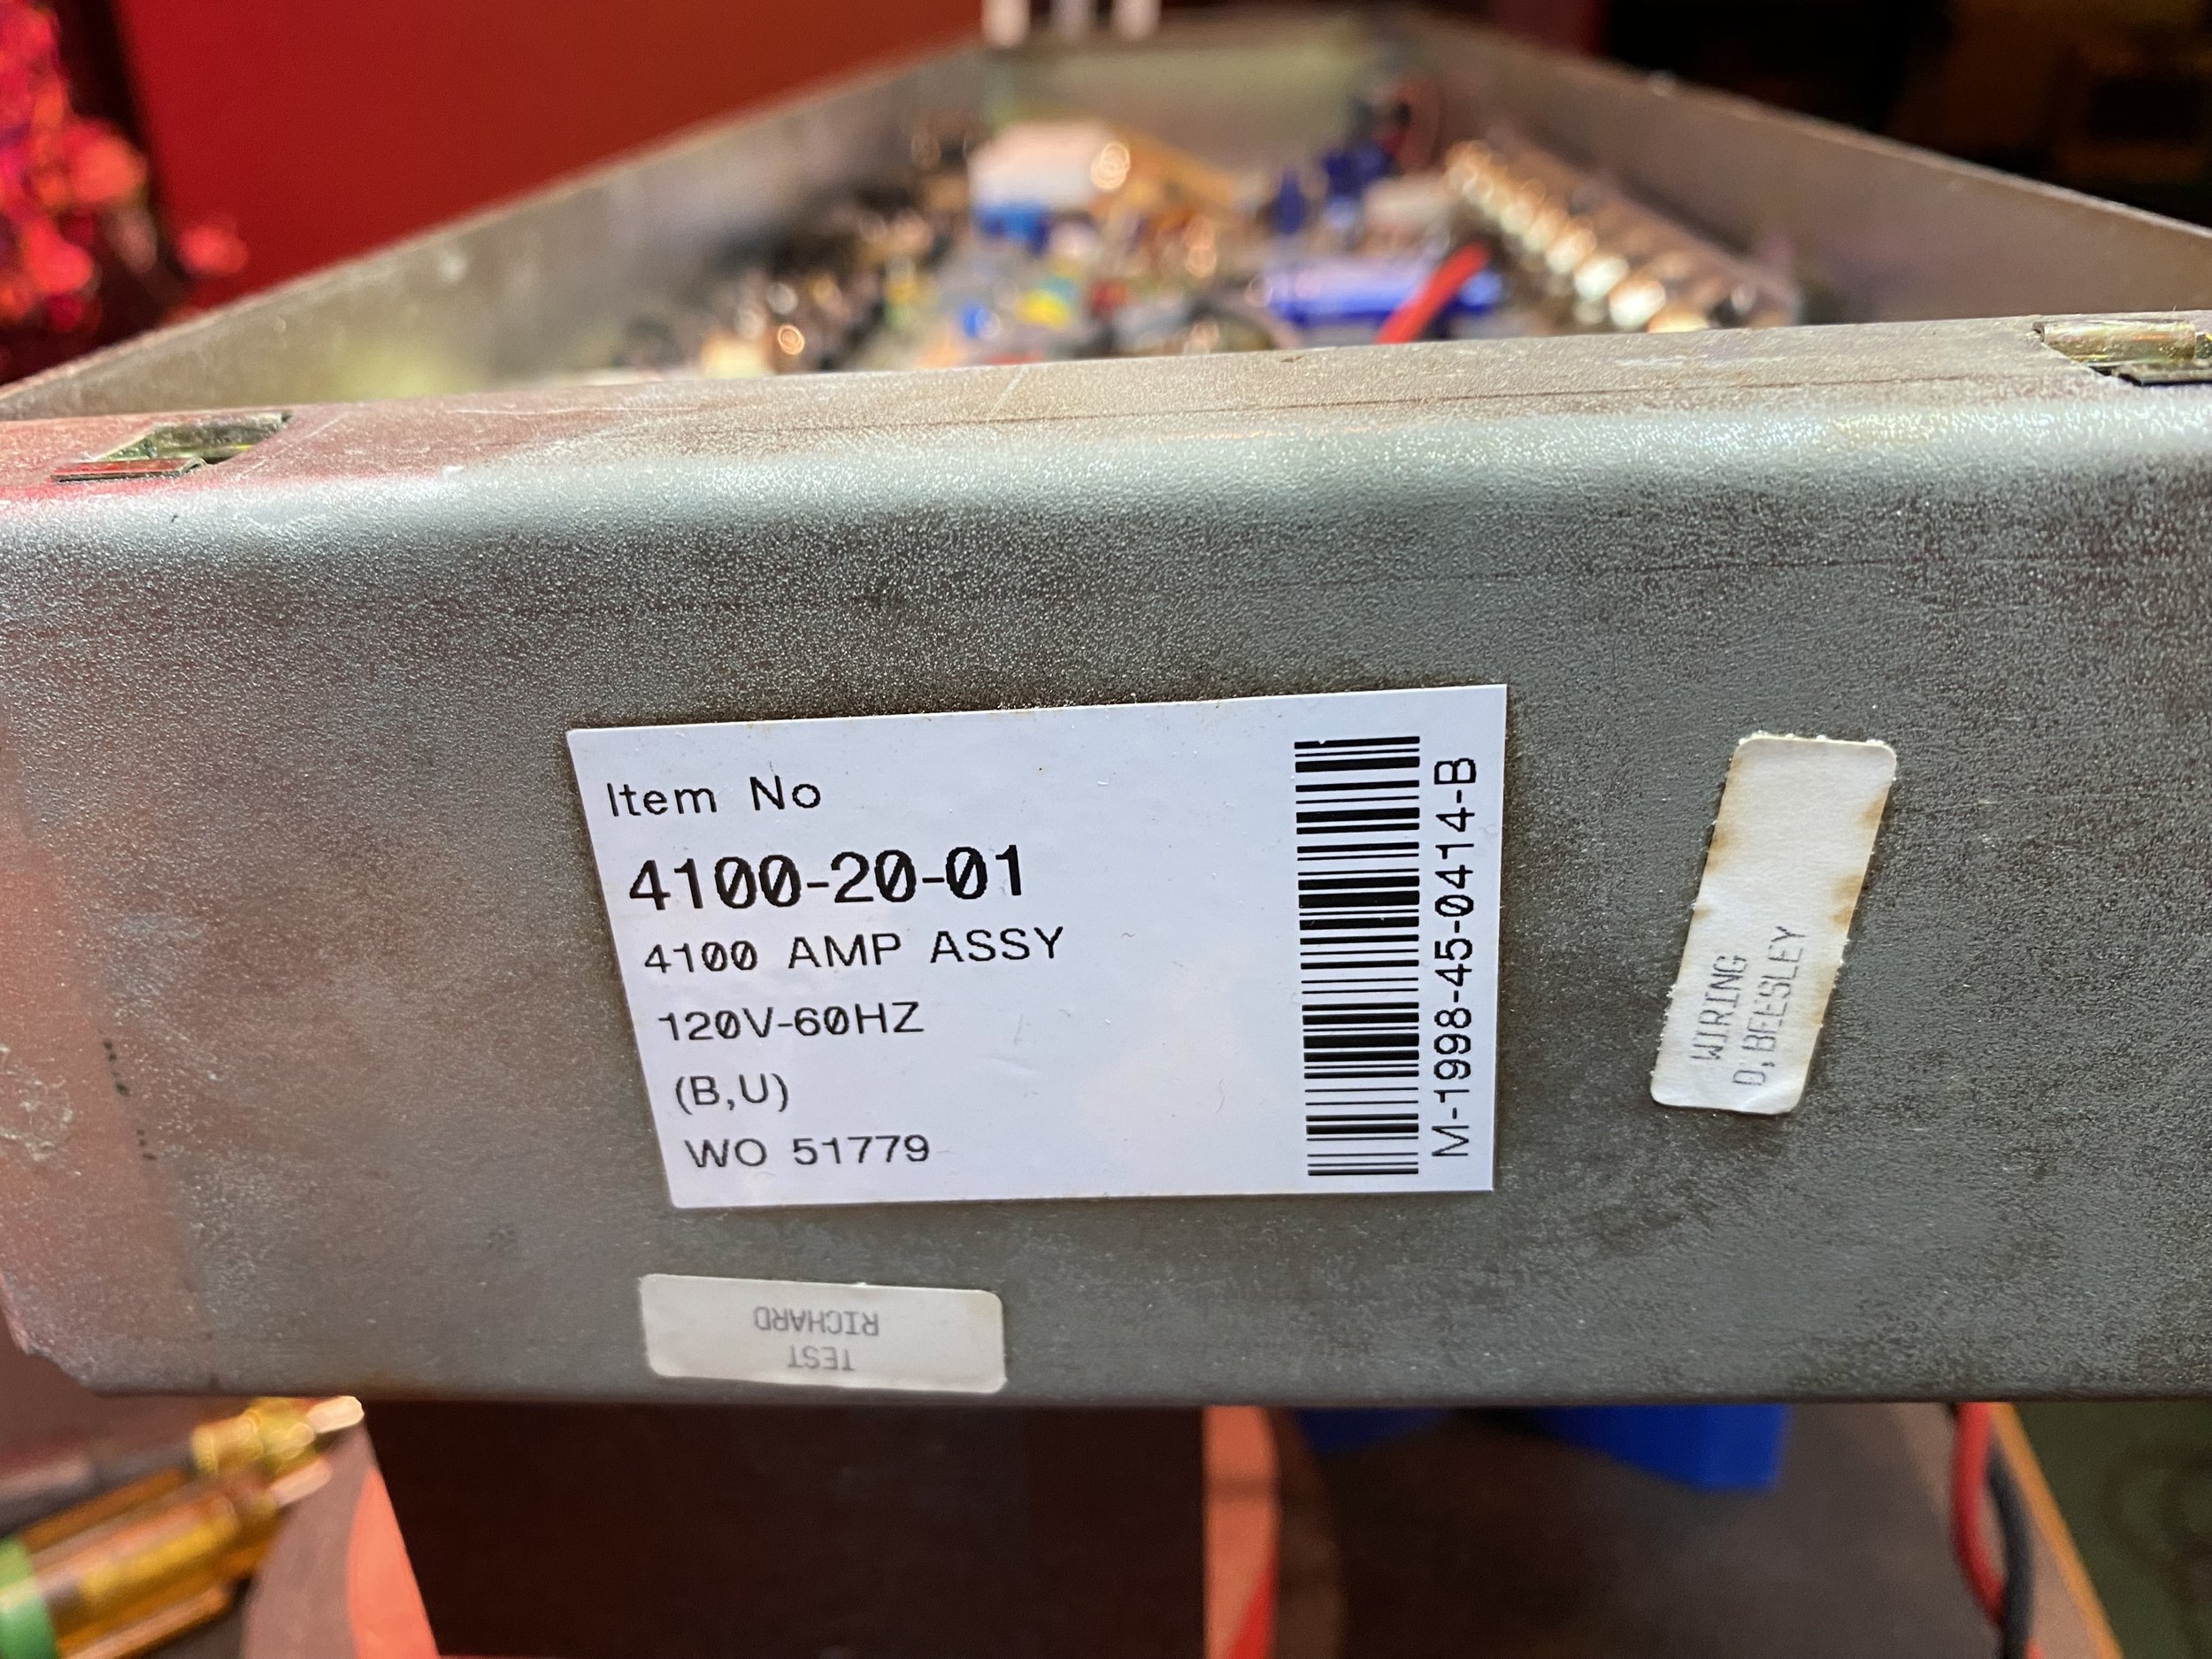 Item No
4100-20-01
4100 AMP ASSY
120V-60HZ
(B,U)
WO 51779
M-1998-45-0414-B
WIRING
D,BEESLEY
TEST
RICHARD